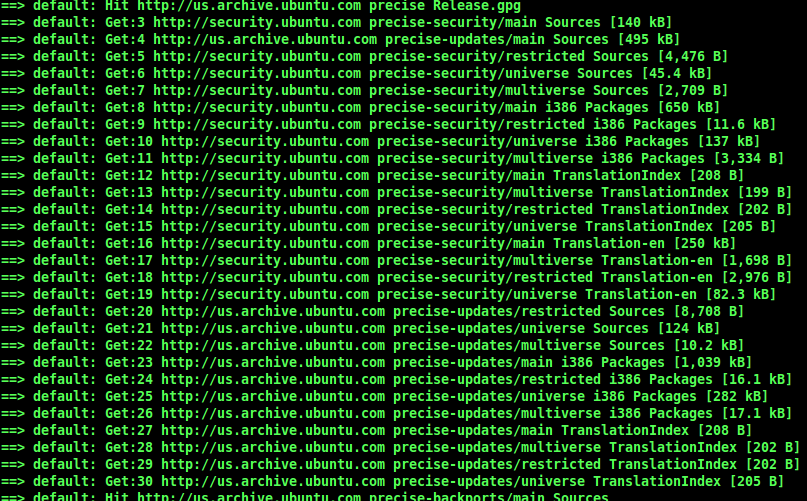 ==> default: Hit http://us.archive.ubuntu.com precise Release.gpg
==> default: Get:3 http://security.ubuntu.com precise-security/main Sources [140 kB]
==> default: Get:4 http://us.archive.ubuntu.com precise-updates/main Sources [495 kB]
==> default: Get:5 http://security.ubuntu.com precise-security/restricted Sources [4,476 B]
==> default: Get:6 http://security.ubuntu.com precise-security/universe Sources [45.4 kB]
==> default: Get:7 http://security.ubuntu.com precise-security/multiverse Sources [2,709 B]
==> default: Get:8 http://security.ubuntu.com precise-security/main i386 Packages [650 kB]
==> default: Get:9 http://security.ubuntu.com precise-security/restricted i386 Packages [11.6 kB]
==> default: Get:10 http://security.ubuntu.com precise-security/universe i386 Packages [137 kB]
==> default: Get:11 http://security.ubuntu.com precise-security/multiverse i386 Packages [3,334 B]
==> default: Get:12 http://security.ubuntu.com precise-security/main TranslationIndex [208 B]
==> default: Get:13 http://security.ubuntu.com precise-security/multiverse TranslationIndex [199 B]
==> default: Get:14 http://security.ubuntu.com precise-security/restricted TranslationIndex [202 B]
==> default: Get:15 http://security.ubuntu.com precise-security/universe TranslationIndex [205 B]
==> default: Get:16 http://security.ubuntu.com precise-security/main Translation-en [250 kB]
==> default: Get:17 http://security.ubuntu.com precise-security/multiverse Translation-en [1,698 B]
==> default: Get:18 http://security.ubuntu.com precise-security/restricted Translation-en [2,976 B]
==> default: Get:19 http://security.ubuntu.com precise-security/universe Translation-en [82.3 kB]
==> default: Get:20 http://us.archive.ubuntu.com precise-updates/restricted Sources [8,708 B]
==> default: Get:21 http://us.archive.ubuntu.com precise-updates/universe Sources [124 kB]
==> default: Get:22 http://us.archive.ubuntu.com precise-updates/multiverse Sources [10.2 kB]
==> default: Get:23 http://us.archive.ubuntu.com precise-updates/main i386 Packages [1,039 kB]
==> default: Get:24 http://us.archive.ubuntu.com precise-updates/restricted i386 Packages [16.1 kB]
==> default: Get:25 http://us.archive.ubuntu.com precise-updates/universe i386 Packages [282 kB]
==> default: Get:26 http://us.archive.ubuntu.com precise-updates/multiverse i386 Packages [17.1 kB]
==> default: Get:27 http://us.archive.ubuntu.com precise-updates/main TranslationIndex [208 B]
==> default: Get:28 http://us.archive.ubuntu.com precise-updates/multiverse TranslationIndex [202 B]
==> default: Get:29 http://us.archive.ubuntu.com precise-updates/restricted TranslationIndex [202 B]
==> default: Get:30 http://us.archive.ubuntu.com precise-updates/universe TranslationIndex [205 B]
==> default: Hit http://us.archive.ubuntu.com precise-backports/main Sources